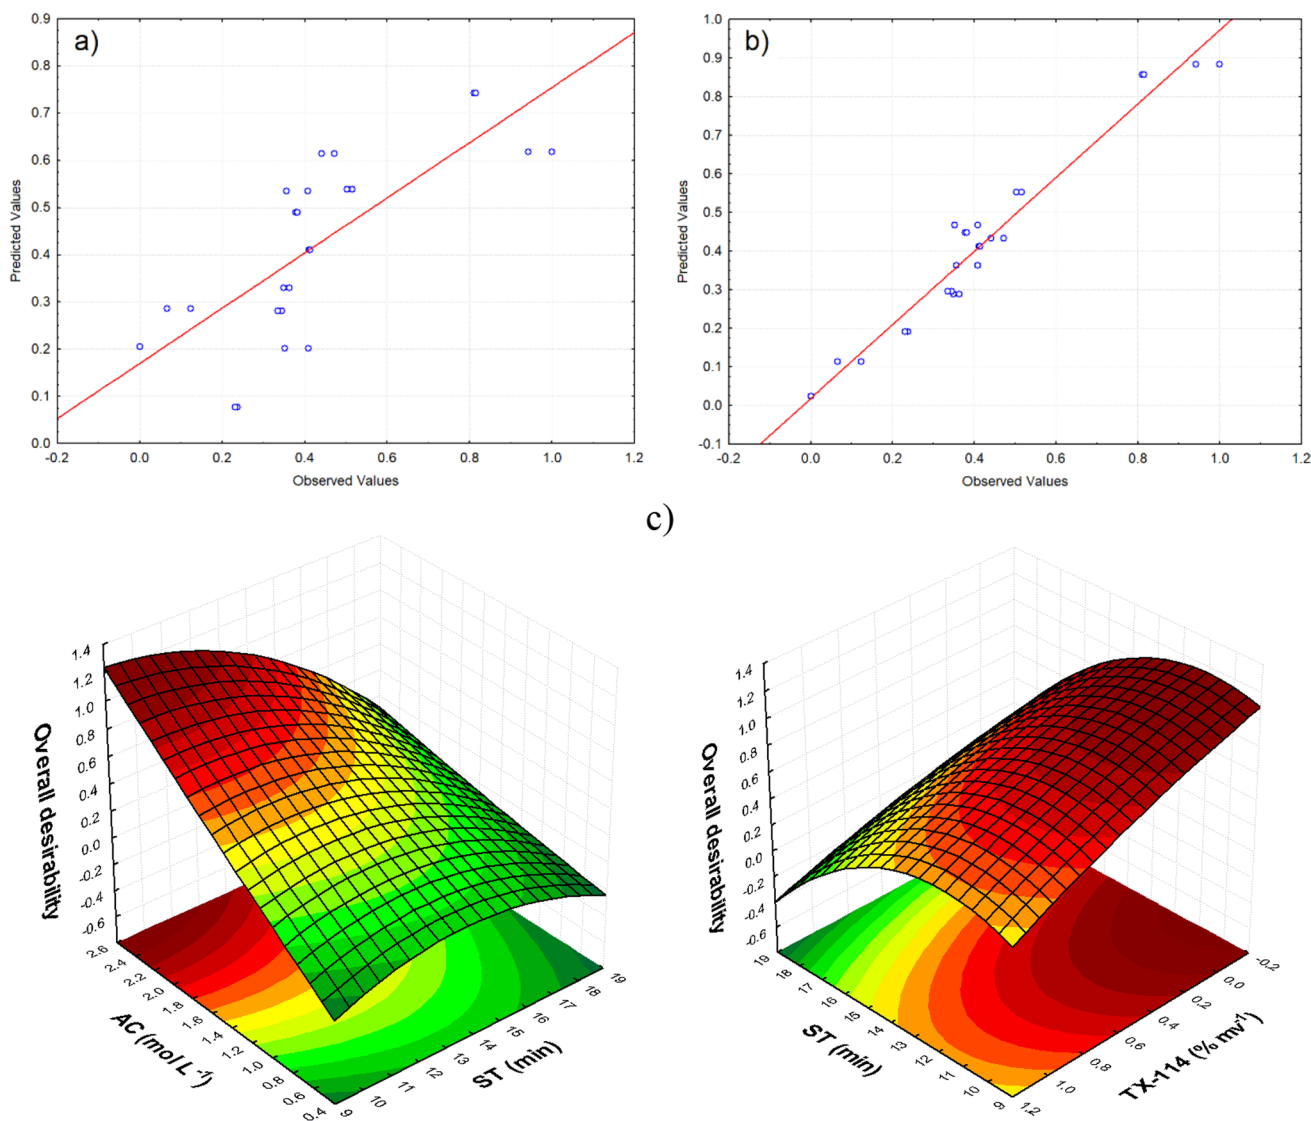 a)
0.9
0.8
0.7
0.6
0.5
0.4
0.3
0.2
0.1
0.0
Predicted Values
-0.2 0.0 0.2 0.4 0.6 0.8 1.0 1.2
Observed Values
b)
1.0
0.9
0.8
0.7
0.6
0.5
0.4
0.3
0.2
0.1
0.0
-0.1
Predicted Values
-0.2 0.0 0.2 0.4 0.6 0.8 1.0 1.2
Observed Values
c)
1.4
1.2
1.0
0.8
0.6
0.4
0.2
0.0
-0.2
-0.4
-0.6
Overall desirability
2.6 2.4 2.2 2.0 1.8 1.6 1.4 1.2 1.0 0.8 0.6 0.4
AC (mol L⁻¹)
9 10 11 12 13 14 15 16 17 18 19
ST (min)
1.4
1.2
1.0
0.8
0.6
0.4
0.2
0.0
-0.2
-0.4
-0.6
Overall desirability
19 18 17 16 15 14 13 12 11 10 9
ST (min)
1.2 1.0 0.8 0.6 0.4 0.2 0.0 -0.2
TX-114 (% mv⁻¹)